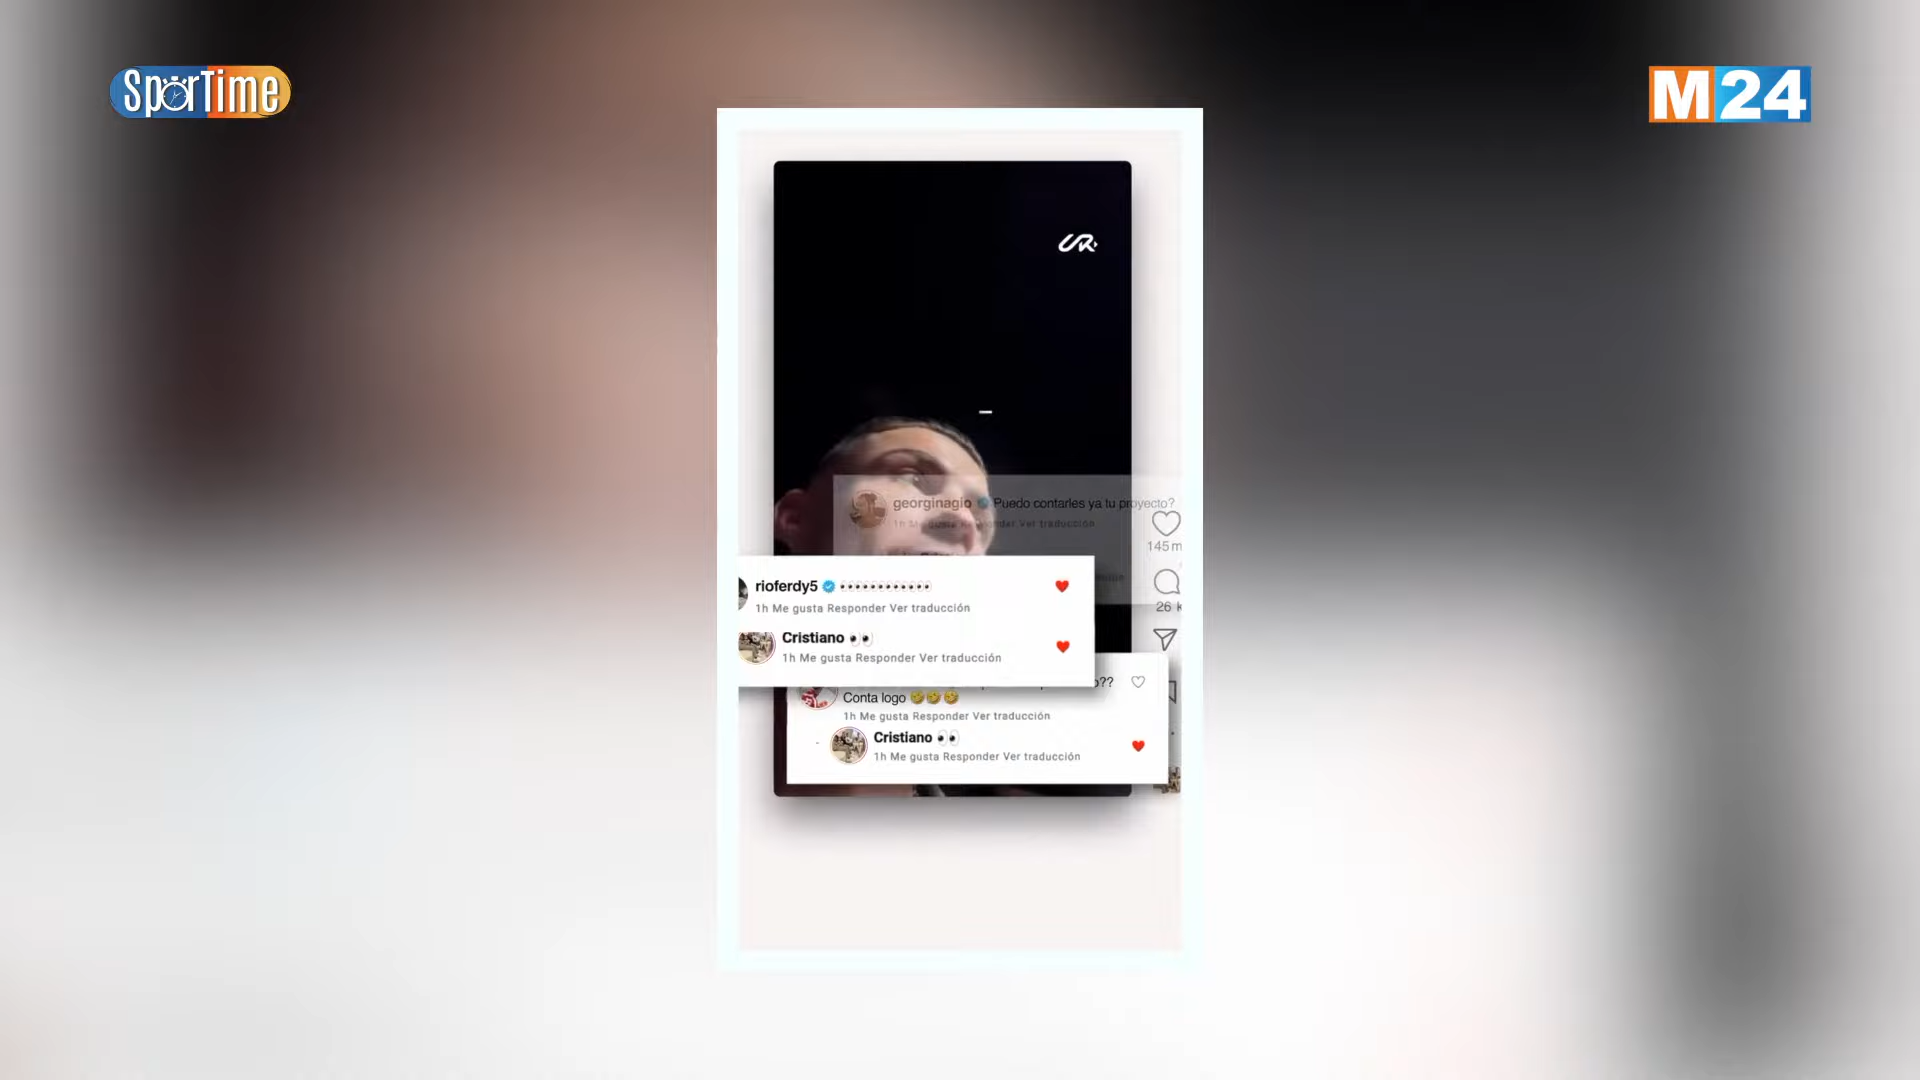 SporTime
M24
georginagio Puedo contarles ya tu proyecto?
145 m
rioferdy5 👀👀👀👀👀👀👀👀👀👀👀👀
1h Me gusta Responder Ver traducción
26 k
Cristiano 👀
1h Me gusta Responder Ver traducción
??
Conta logo 🤣🤣🤣
1h Me gusta Responder Ver traducción
Cristiano 👀
1h Me gusta Responder Ver traducción